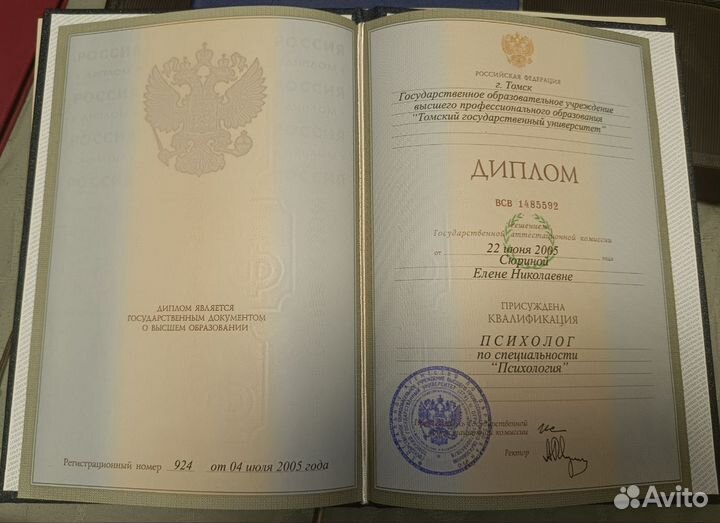 ДИПЛОМ ЯВЛЯЕТСЯ
ГОСУДАРСТВЕННЫМ ДОКУМЕНТОМ
О ВЫСШЕМ ОБРАЗОВАНИИ
Регистрационный номер 924 от 04 июля 2005 года
РОССИЙСКАЯ ФЕДЕРАЦИЯ
г. Томск
Государственное образовательное учреждение
высшего профессионального образования
"Томский государственный университет"
ДИПЛОМ
ВСВ 1485592
Решением
Государственной аттестационной комиссии
от 22 июня 2005 года
Сюриной
Елене Николаевне
ПРИСУЖДЕНА
КВАЛИФИКАЦИЯ
ПСИХОЛОГ
по специальности
"Психология"
Председатель Государственной
аттестационной комиссии
Ректор
Avito